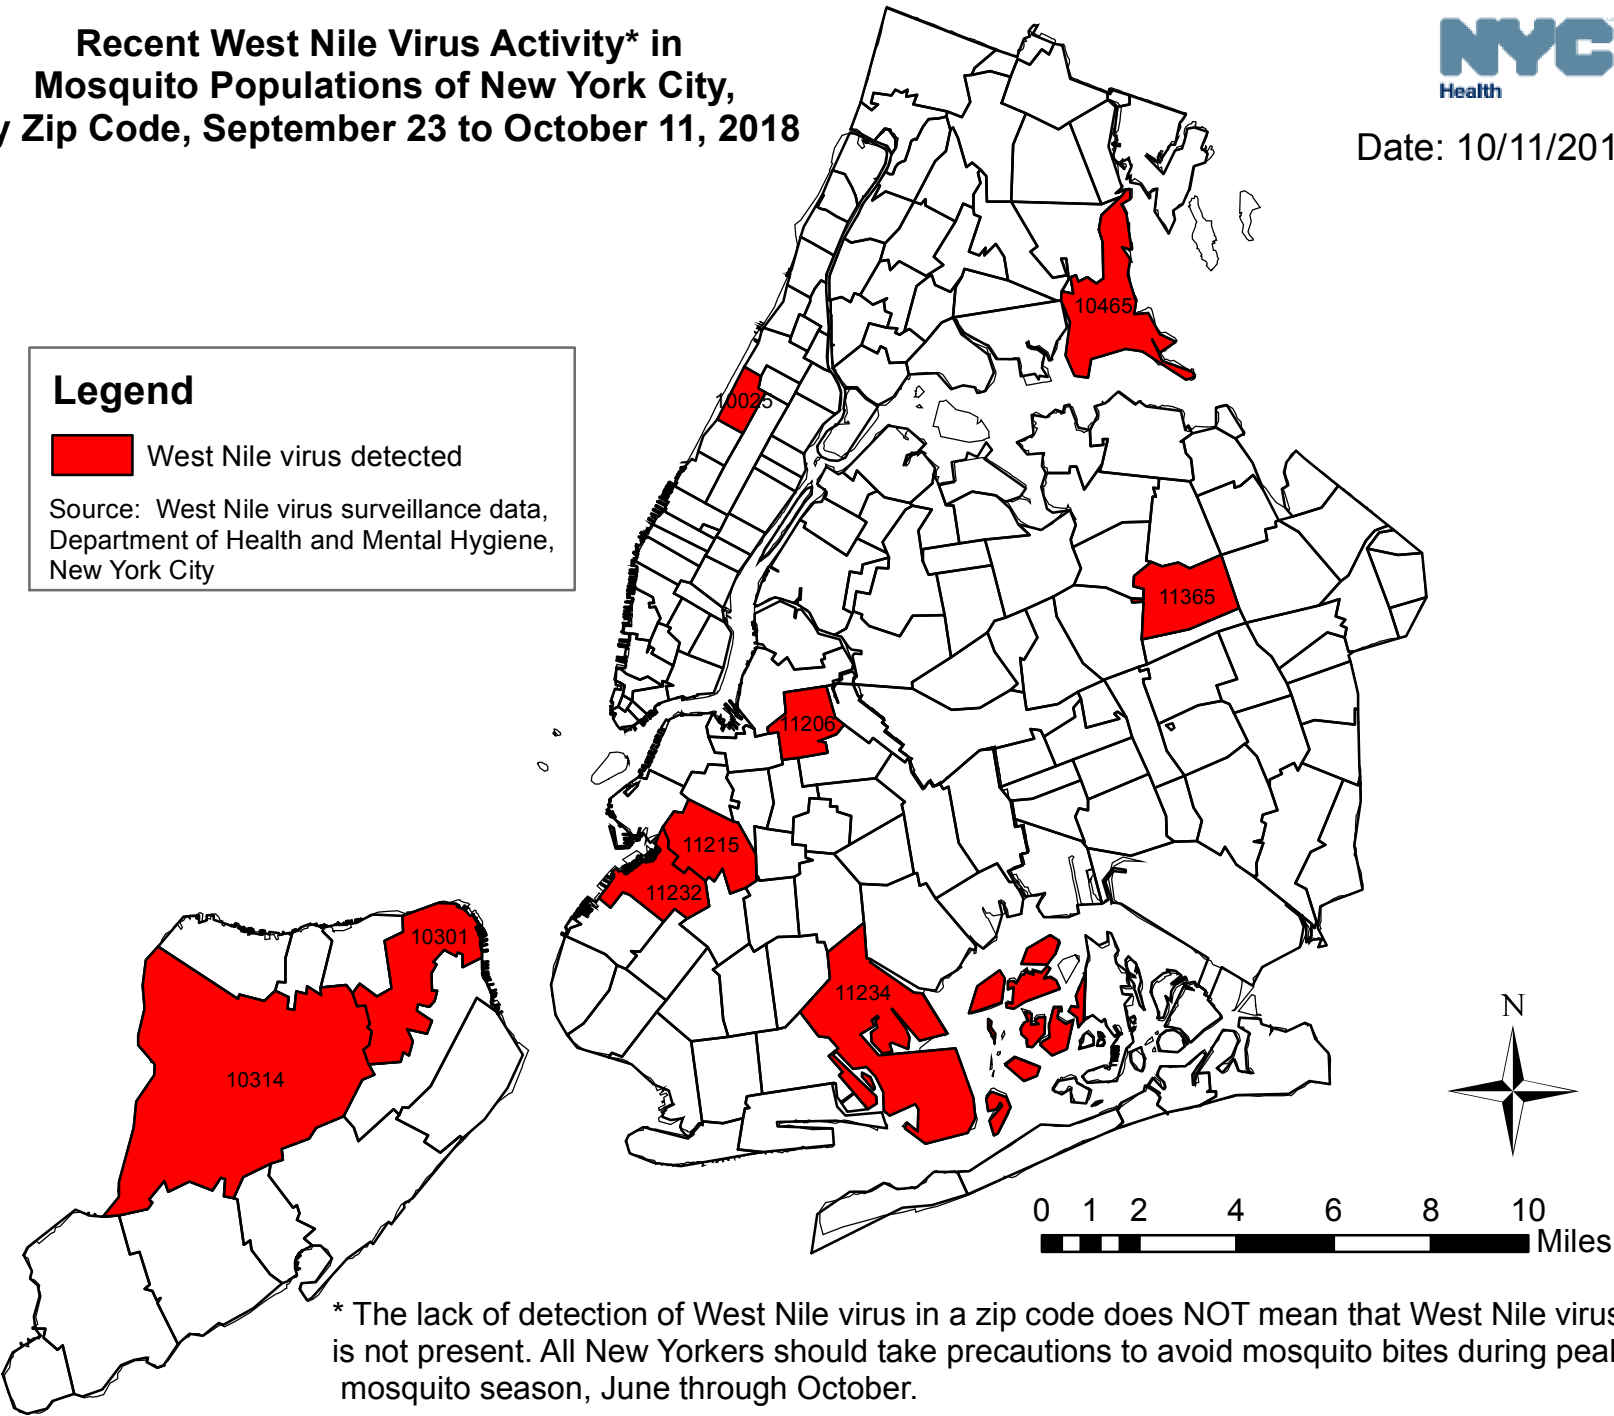 Recent West Nile Virus Activity* in
Mosquito Populations of New York City,
y Zip Code, September 23 to October 11, 2018
NYC
Health
Date: 10/11/201
Legend
West Nile virus detected
Source: West Nile virus surveillance data,
Department of Health and Mental Hygiene,
New York City
10465
10025
11365
11206
11215
11232
10301
11234
10314
N
0 1 2 4 6 8 10
Miles
* The lack of detection of West Nile virus in a zip code does NOT mean that West Nile virus
is not present. All New Yorkers should take precautions to avoid mosquito bites during peak
mosquito season, June through October.